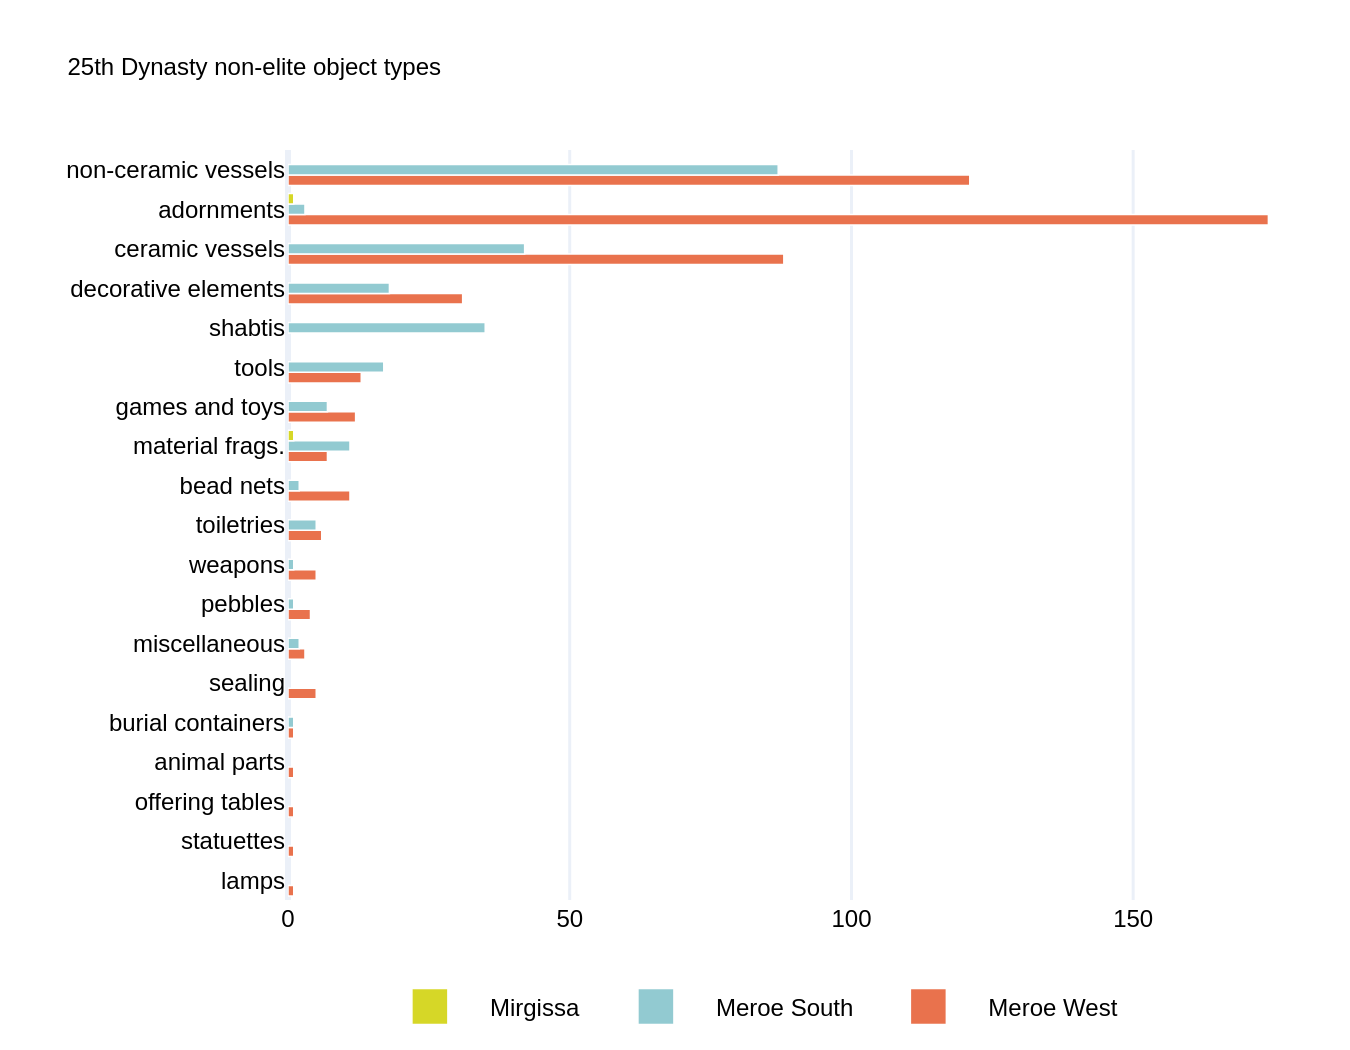 25th Dynasty non-elite object types
non-ceramic vessels
adornments
ceramic vessels
decorative elements
shabtis
tools
games and toys
material frags.
bead nets
toiletries
weapons
pebbles
miscellaneous
sealing
burial containers
animal parts
offering tables
statuettes
lamps
0 50 100 150
Mirgissa Meroe South Meroe West